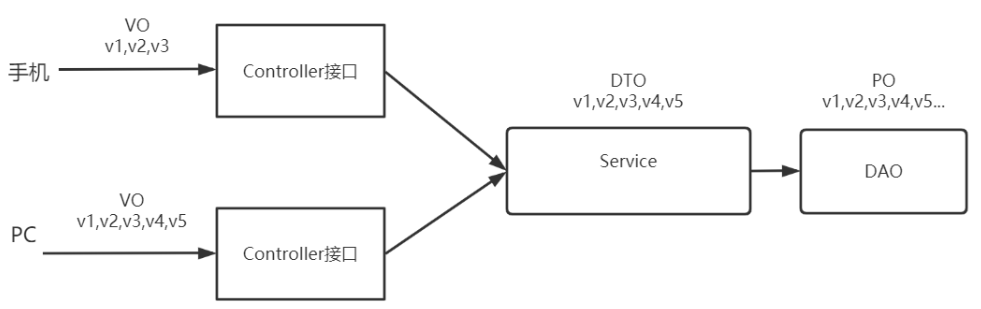 VO
v1,v2,v3
手机
Controller接口
DTO
v1,v2,v3,v4,v5
Service
PO
v1,v2,v3,v4,v5...
DAO
VO
v1,v2,v3,v4,v5
PC
Controller接口